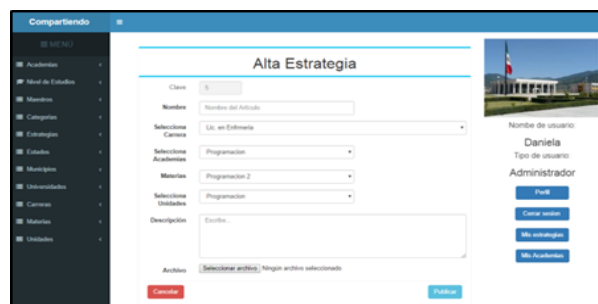 Compartiendo
MENÚ
Academias
Nivel de Estudios
Maestros
Categorias
Estrategias
Estados
Municipios
Universidades
Carreras
Materias
Unidades
Alta Estrategia
Clave 5
Nombre Nombre del Artículo
Selecciona Carrera Lic. en Enfrmería
Selecciona Academias Programacion
Materias Programacion 2
Selecciona Unidades Programacion
Descripción Escribe...
Archivo Seleccionar archivo Ningún archivo seleccionado
Cancelar Publicar
Nombe de usuario:
Daniela
Tipo de usuario:
Administrador
Perfil
Cerrar sesion
Mis estrategias
Mis Academias